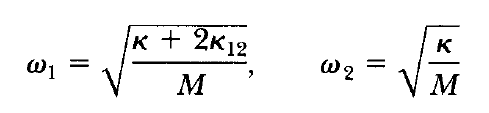 ω₁ = √((κ + 2κ₁₂)/M), ω₂ = √(κ/M)